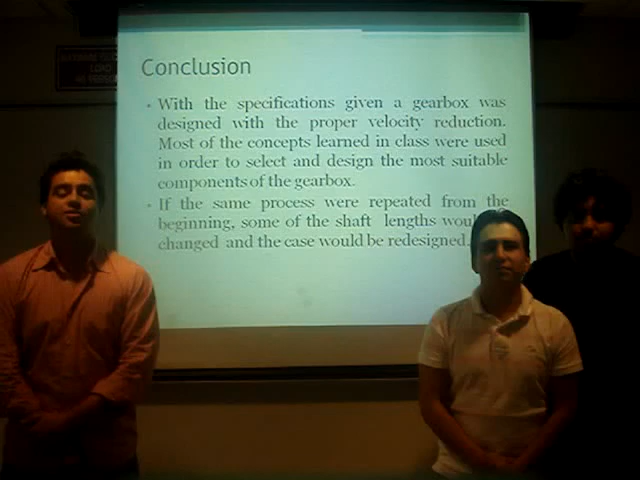 Conclusion
• With the specifications given a gearbox was
designed with the proper velocity reduction.
Most of the concepts learned in class were used
in order to select and design the most suitable
components of the gearbox.
• If the same process were repeated from the
beginning, some of the shaft lengths
changed and the case would be redesigned.